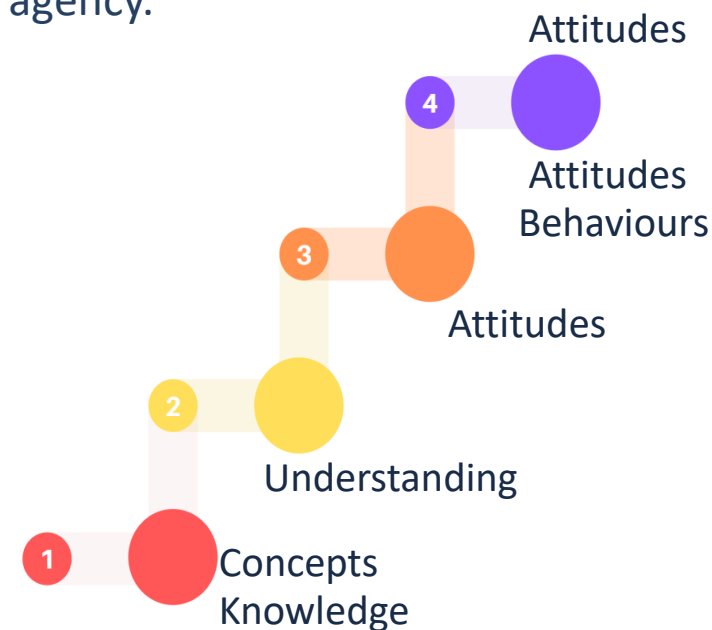 agency.
Attitudes
4
Attitudes
Behaviours
3
Attitudes
2
Understanding
1
Concepts
Knowledge